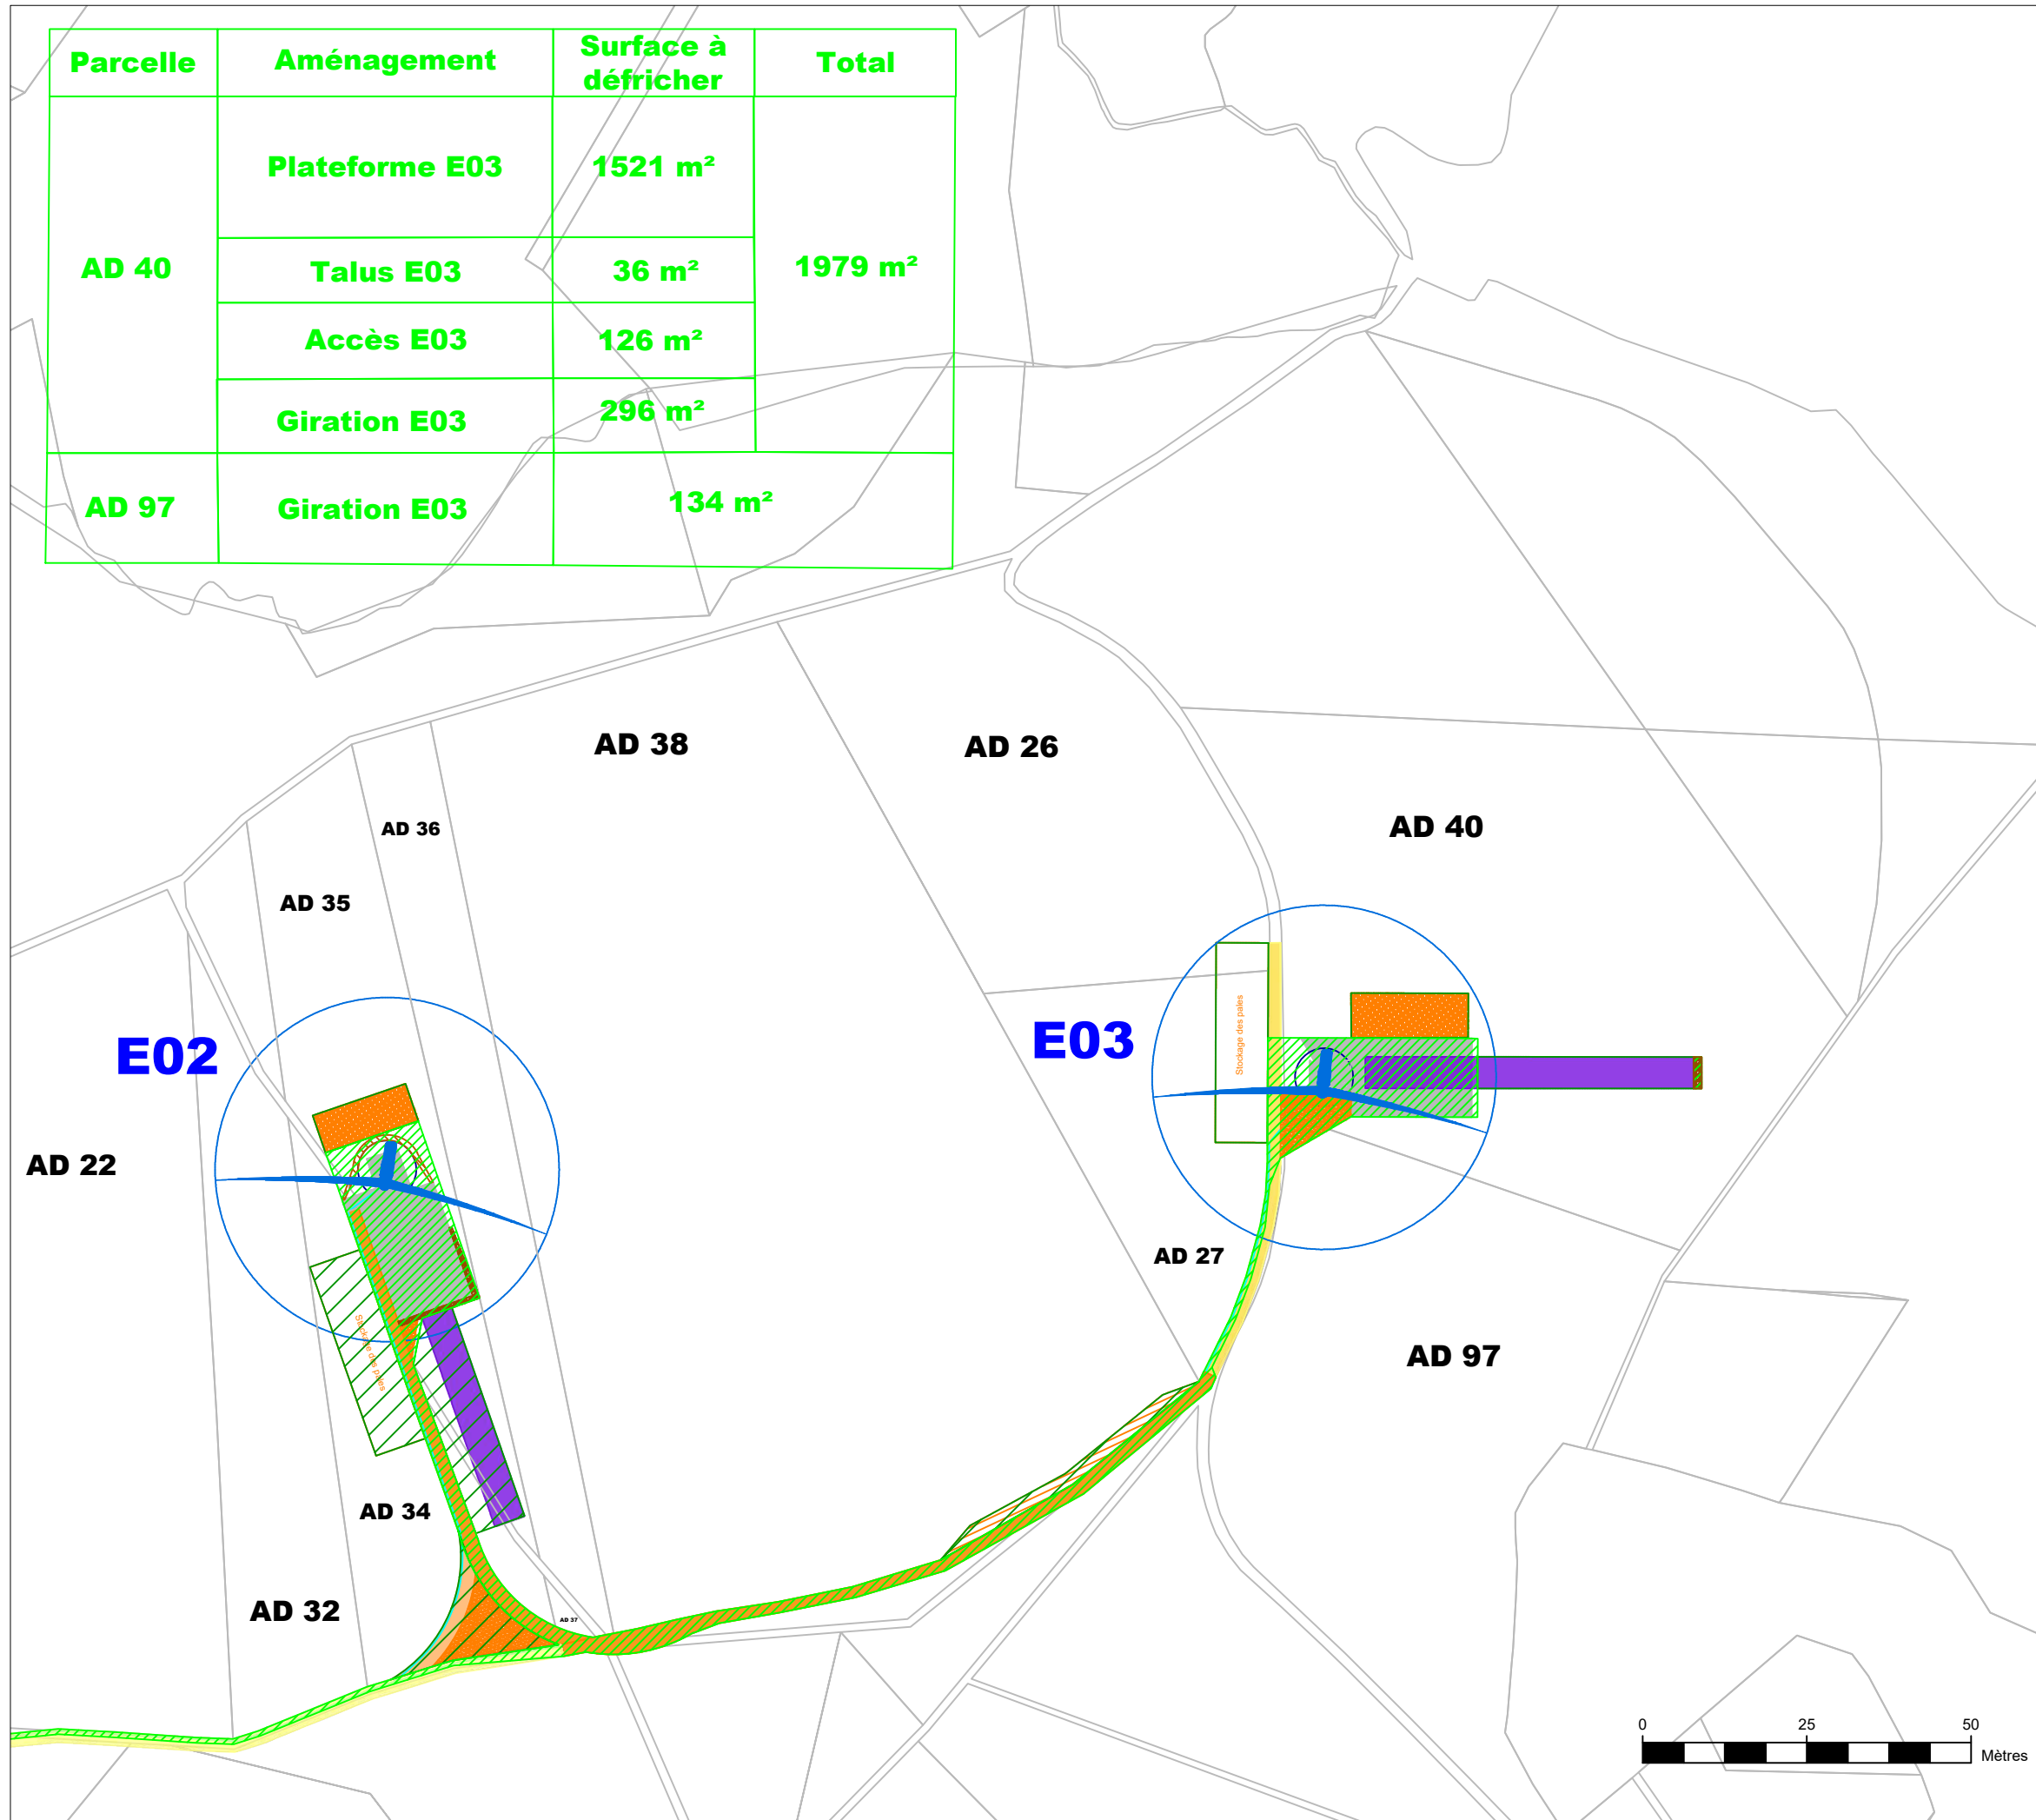 Parcelle Aménagement Surface à défricher Total
AD 40 Plateforme E03 1521 m² 1979 m²
Talus E03 36 m²
Accès E03 126 m²
Giration E03 296 m²
AD 97 Giration E03 134 m²
AD 38
AD 26
AD 36
AD 40
AD 35
E02
E03
Stockage des pales
AD 22
AD 27
Stockage des pales
AD 97
AD 34
AD 32
AD 37
0 25 50
Mètres